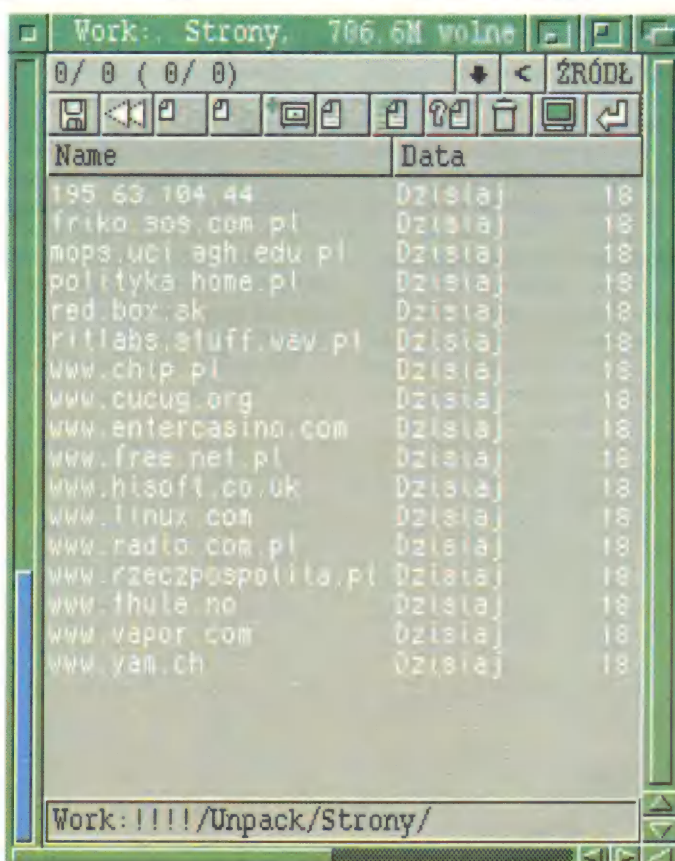 Work:. Strony, 706.6M wolne
0/ 0 ( 0/ 0) < ŹRÓDŁ
Name Data
195.63.104.44 Dzisiaj 18
friko.sos.com.pl Dzisiaj 18
mops.uci.agh.edu.pl Dzisiaj 18
polityka.home.pl Dzisiaj 18
red.box.sk Dzisiaj 18
ritlabs.stuff.waw.pl Dzisiaj 18
www.chip.pl Dzisiaj 18
www.cucug.org Dzisiaj 18
www.entercasino.com Dzisiaj 18
www.free.net.pl Dzisiaj 18
www.hisoft.co.uk Dzisiaj 18
www.linux.com Dzisiaj 18
www.radio.com.pl Dzisiaj 18
www.rzeczpospolita.pl Dzisiaj 18
www.thule.no Dzisiaj 18
www.vapor.com Dzisiaj 18
www.yam.ch Dzisiaj 18
Work:!!!!/Unpack/Strony/